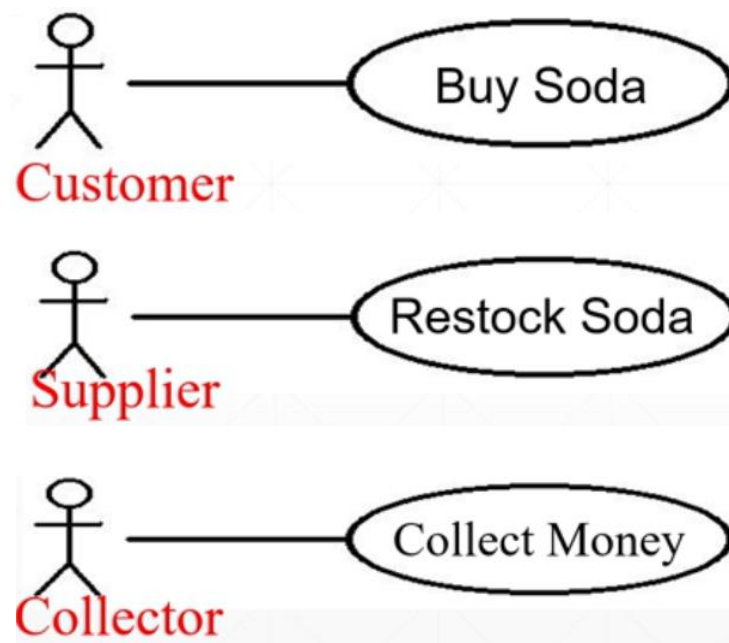 Buy Soda
Customer
Restock Soda
Supplier
Collect Money
Collector